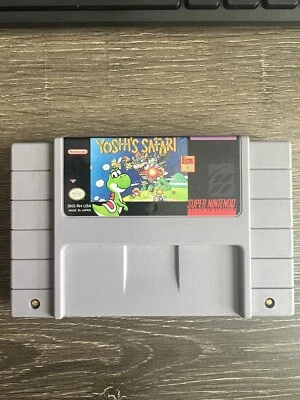 Nintendo
YOSHI'S SAFARI
SNS-RH-USA
MADE IN JAPAN
SUPER NINTENDO